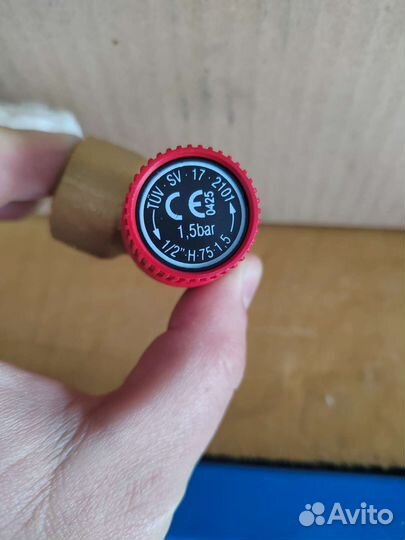 TÜV · SV · 17 · 2101
CE 0425
1,5bar
1/2" · H · 75 · 1,5
Avito